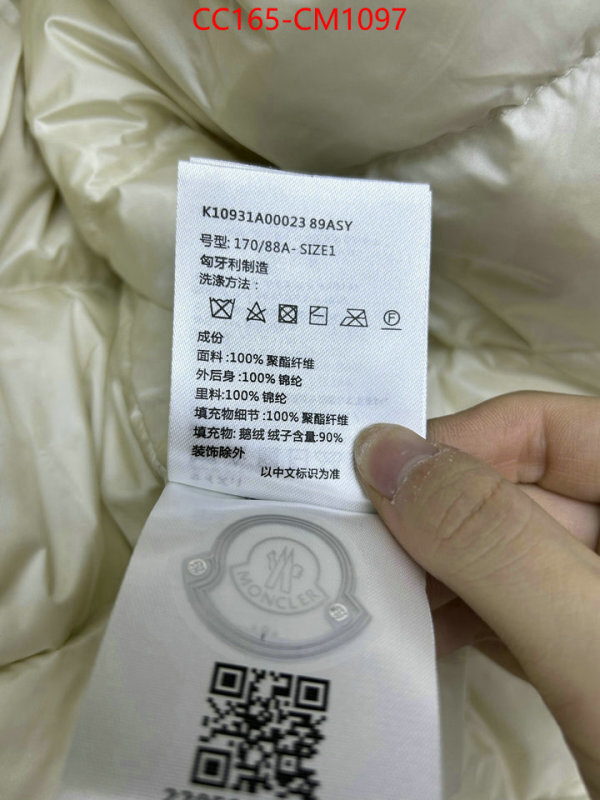 CC165-CM1097
K10931A00023 89ASY
号型: 170/88A- SIZE1
匈牙利制造
洗涤方法：
F
成份
面料 :100% 聚酯纤维
外后身 :100% 锦纶
里料:100% 锦纶
填充物细节 :100% 聚酯纤维
填充物: 鹅绒 绒子含量:90%
装饰除外
以中文标识为准
MONCLER